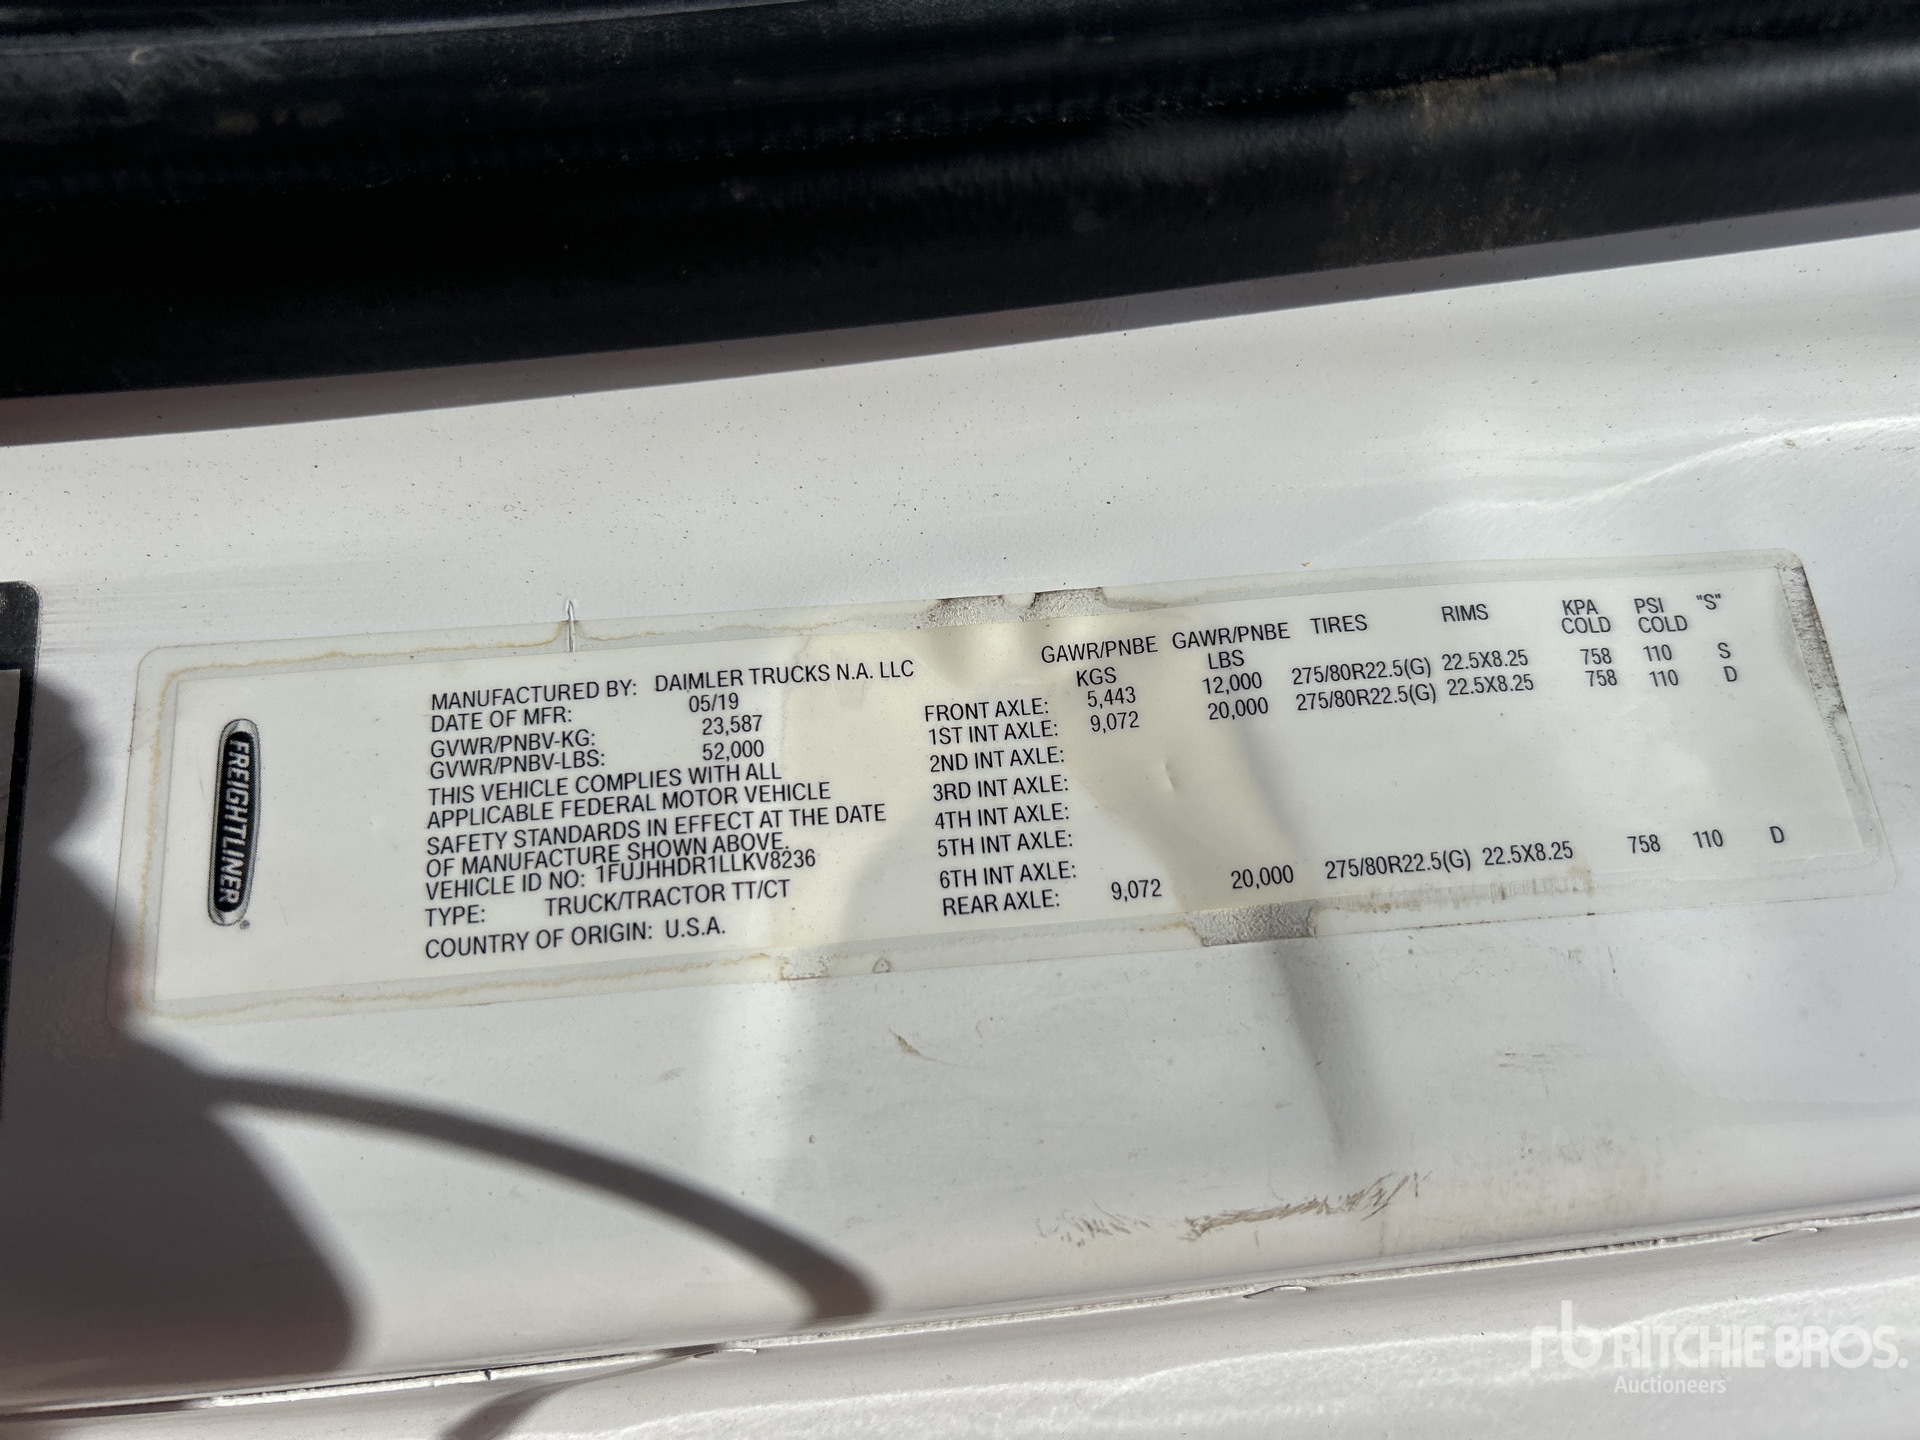 FREIGHTLINER®
MANUFACTURED BY: DAIMLER TRUCKS N.A. LLC
DATE OF MFR: 05/19
GVWR/PNBV-KG: 23,587
GVWR/PNBV-LBS: 52,000
THIS VEHICLE COMPLIES WITH ALL
APPLICABLE FEDERAL MOTOR VEHICLE
SAFETY STANDARDS IN EFFECT AT THE DATE
OF MANUFACTURE SHOWN ABOVE.
VEHICLE ID NO: 1FUJHHDR1LLKV8236
TYPE: TRUCK/TRACTOR TT/CT
COUNTRY OF ORIGIN: U.S.A.
GAWR/PNBE GAWR/PNBE TIRES RIMS KPA PSI "S"
KGS LBS COLD COLD
FRONT AXLE: 5,443 12,000 275/80R22.5(G) 22.5X8.25 758 110 S
1ST INT AXLE: 9,072 20,000 275/80R22.5(G) 22.5X8.25 758 110 D
2ND INT AXLE:
3RD INT AXLE:
4TH INT AXLE:
5TH INT AXLE:
6TH INT AXLE:
REAR AXLE: 9,072 20,000 275/80R22.5(G) 22.5X8.25 758 110 D
rb RITCHIE BROS.
Auctioneers